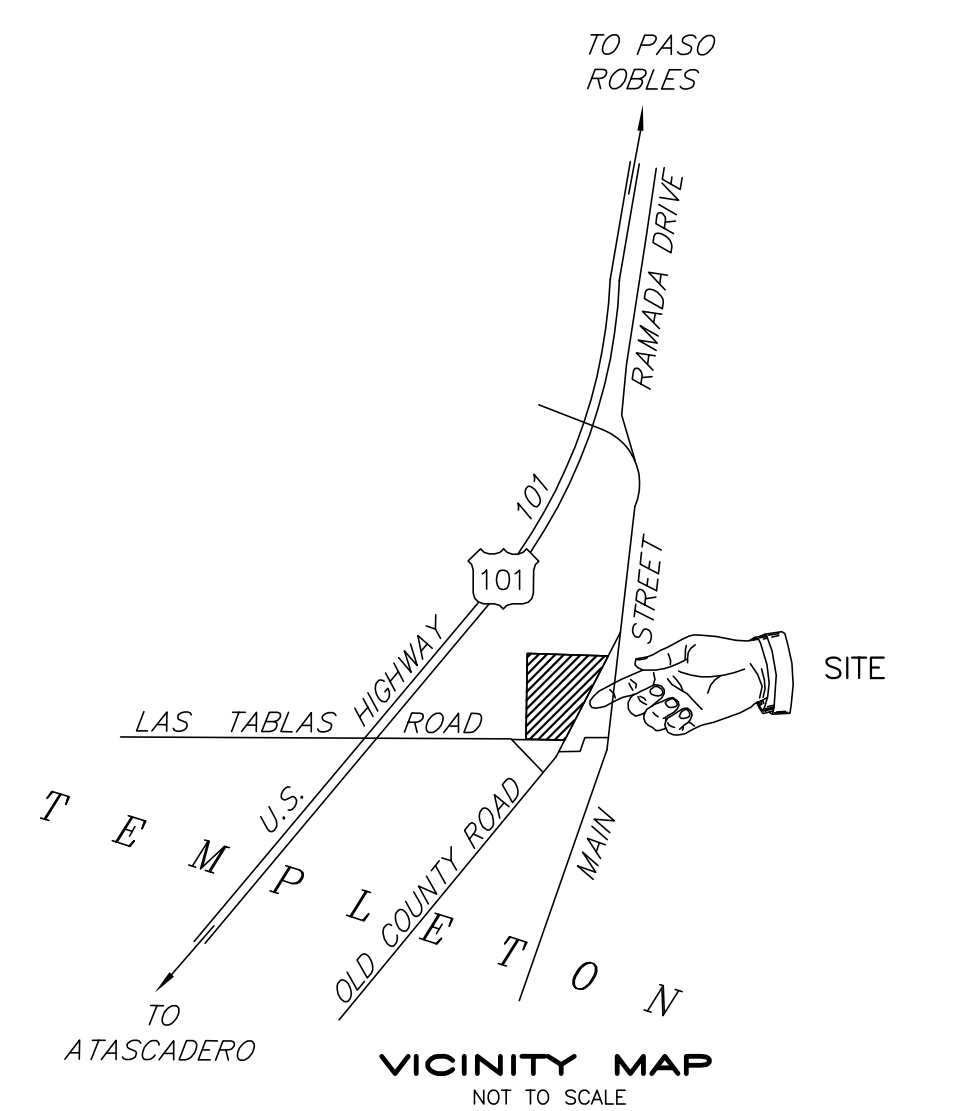 TO PASO
ROBLES
RAMADA DRIVE
101
101
STREET
SITE
HIGHWAY
LAS TABLAS ROAD
U.S.
OLD COUNTY ROAD
MAIN
TEMPLETON
TO
ATASCADERO
VICINITY MAP
NOT TO SCALE